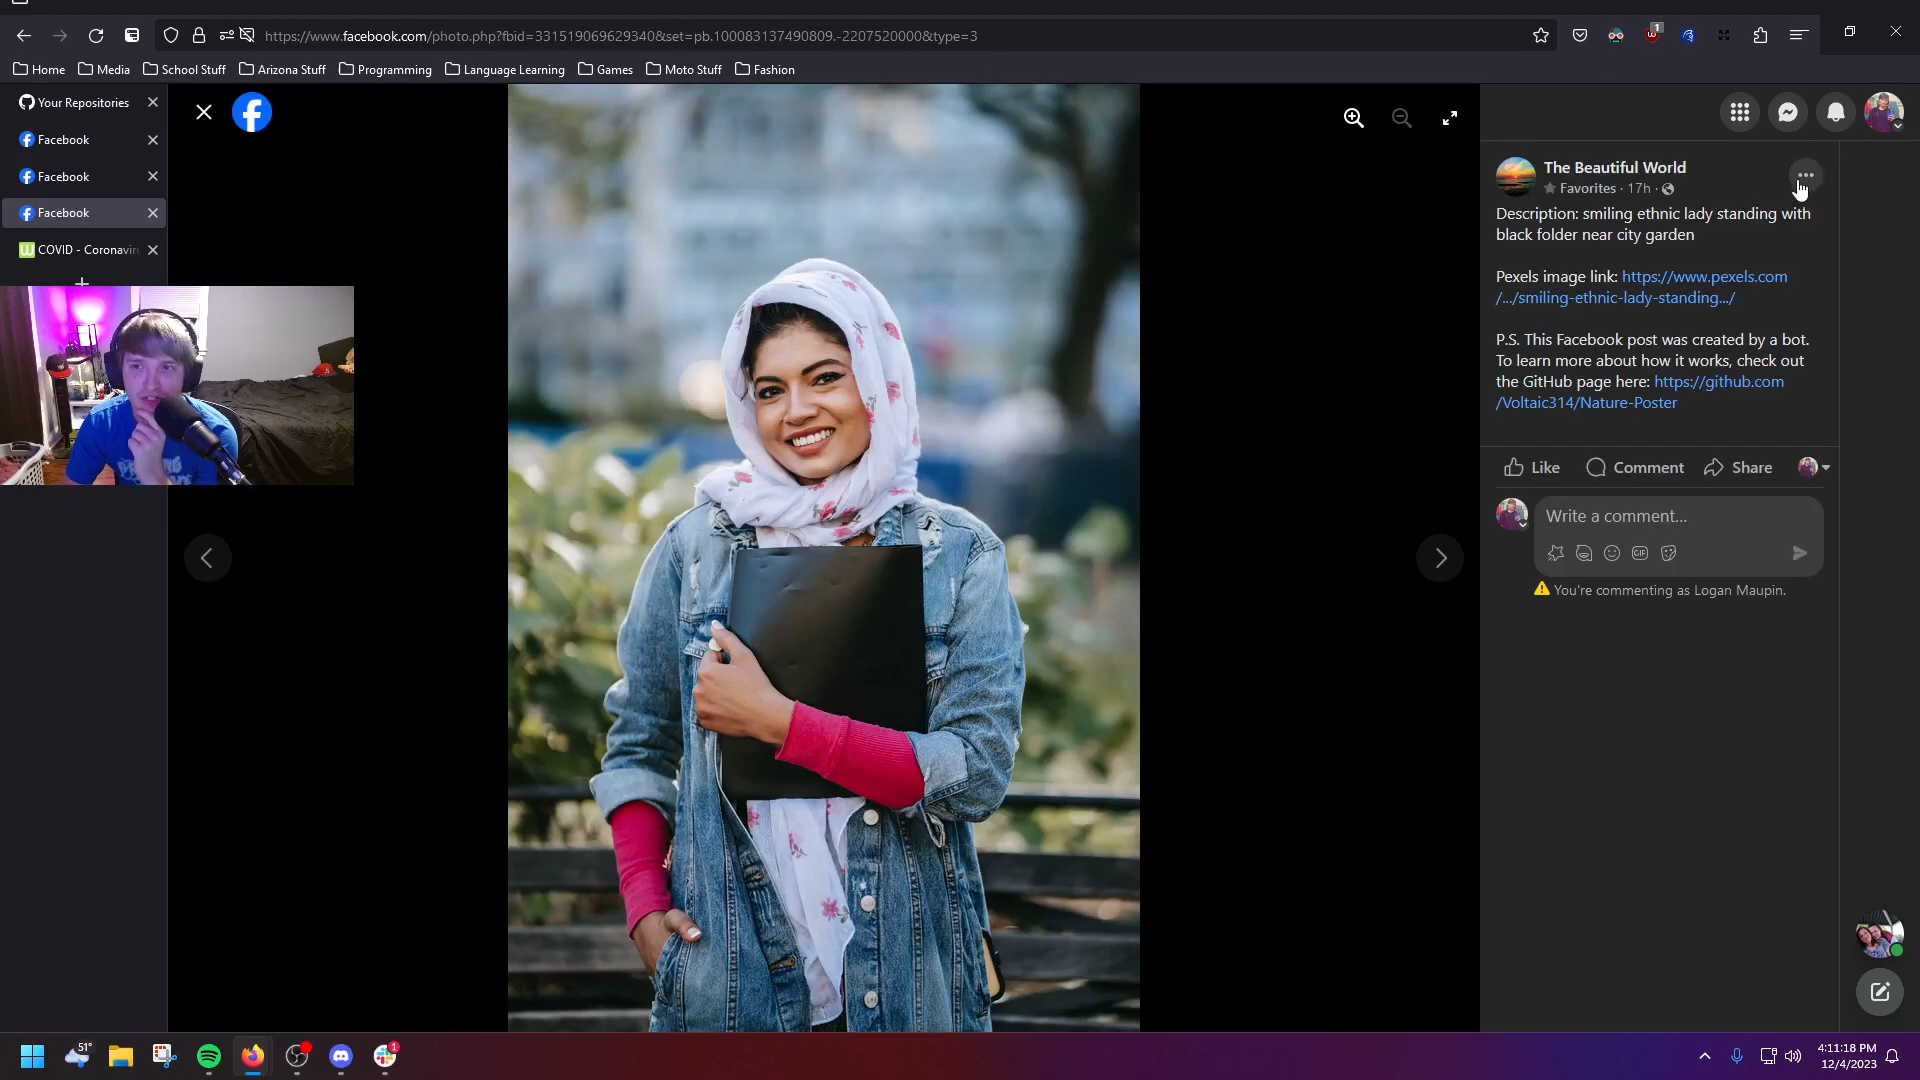 https://www.facebook.com/photo.php?fbid=331519069629340&set=pb.100083137490809.-2207520000&type=3
1
Home
Media
School Stuff
Arizona Stuff
Programming
Language Learning
Games
Moto Stuff
Fashion
Your Repositories
Facebook
Facebook
Facebook
COVID - Coronavir
The Beautiful World
Favorites · 17h ·
Description: smiling ethnic lady standing with
black folder near city garden
Pexels image link: https://www.pexels.com
/.../smiling-ethnic-lady-standing.../
P.S. This Facebook post was created by a bot.
To learn more about how it works, check out
the GitHub page here: https://github.com
/Voltaic314/Nature-Poster
Like
Comment
Share
Write a comment...
GIF
You're commenting as Logan Maupin.
51°
1
4:11:18 PM
12/4/2023